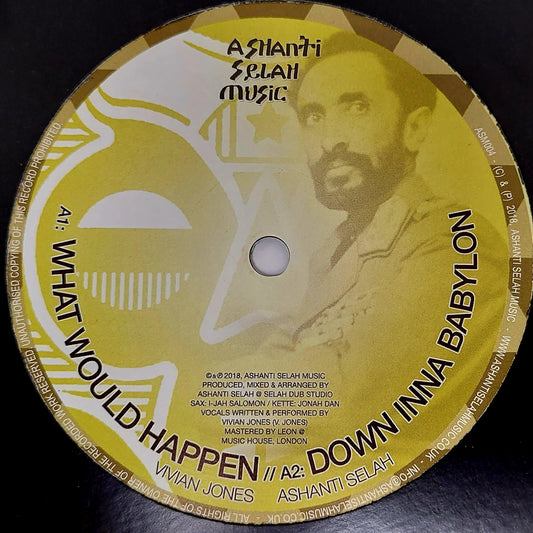 ASHANTI
SELAH
MUSIC
A1: WHAT WOULD HAPPEN // A2: DOWN INNA BABYLON
VIVIAN JONES
ASHANTI SELAH
©&℗ 2018, ASHANTI SELAH MUSIC
PRODUCED, MIXED & ARRANGED BY
ASHANTI SELAH @ SELAH DUB STUDIO
SAX: I-JAH SALOMON / KETTE: JONAH DAN
VOCALS WRITTEN & PERFORMED BY
VIVIAN JONES (V. JONES)
MASTERED BY LEON @
MUSIC HOUSE, LONDON
ASM004 - (C) & (P) 2018, ASHANTI SELAH MUSIC - WWW.ASHANTISELAHMUSIC.CO.UK - INFO@ASHANTISELAHMUSIC.CO.UK - ALL RIGHTS OF THE OWNER OF THE RECORDED WORK RESERVED UNAUTHORISED COPYING OF THIS RECORD PROHIBITED